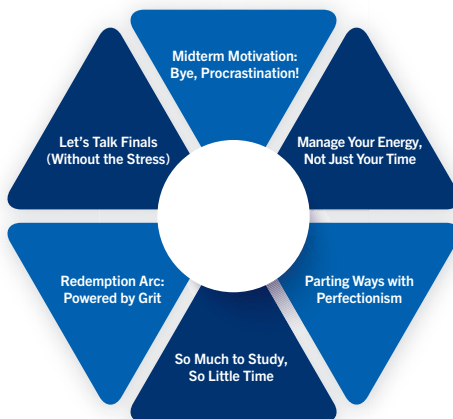 Midterm Motivation:
Bye, Procrastination!
Manage Your Energy,
Not Just Your Time
Parting Ways with
Perfectionism
So Much to Study,
So Little Time
Redemption Arc:
Powered by Grit
Let’s Talk Finals
(Without the Stress)